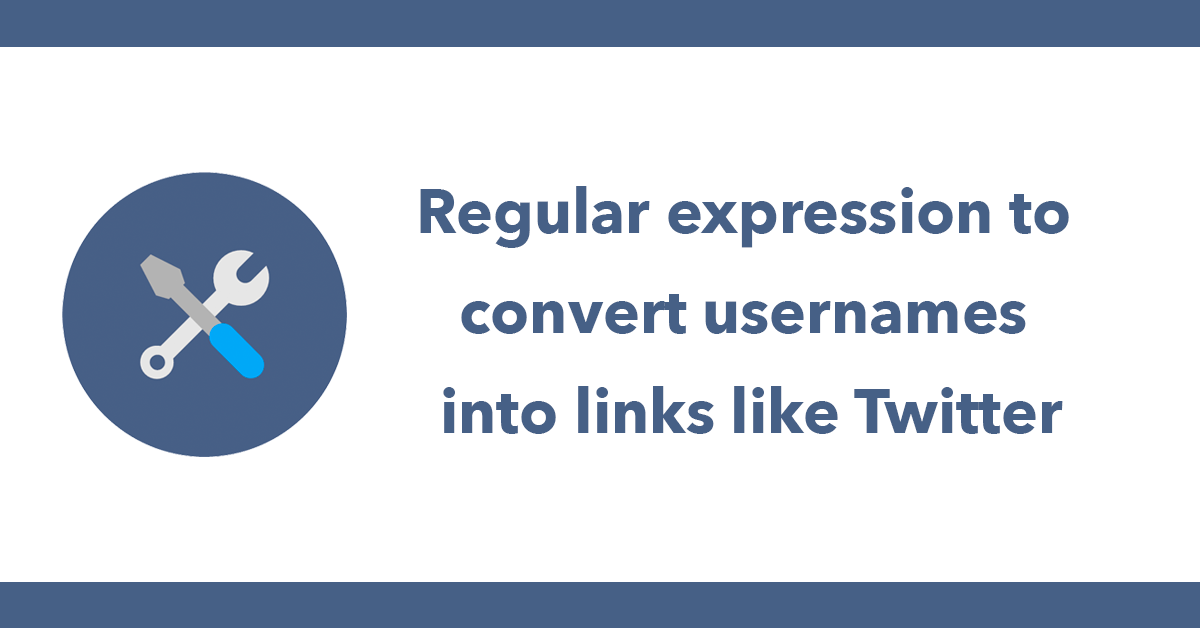 Regular expression to
convert usernames
into links like Twitter